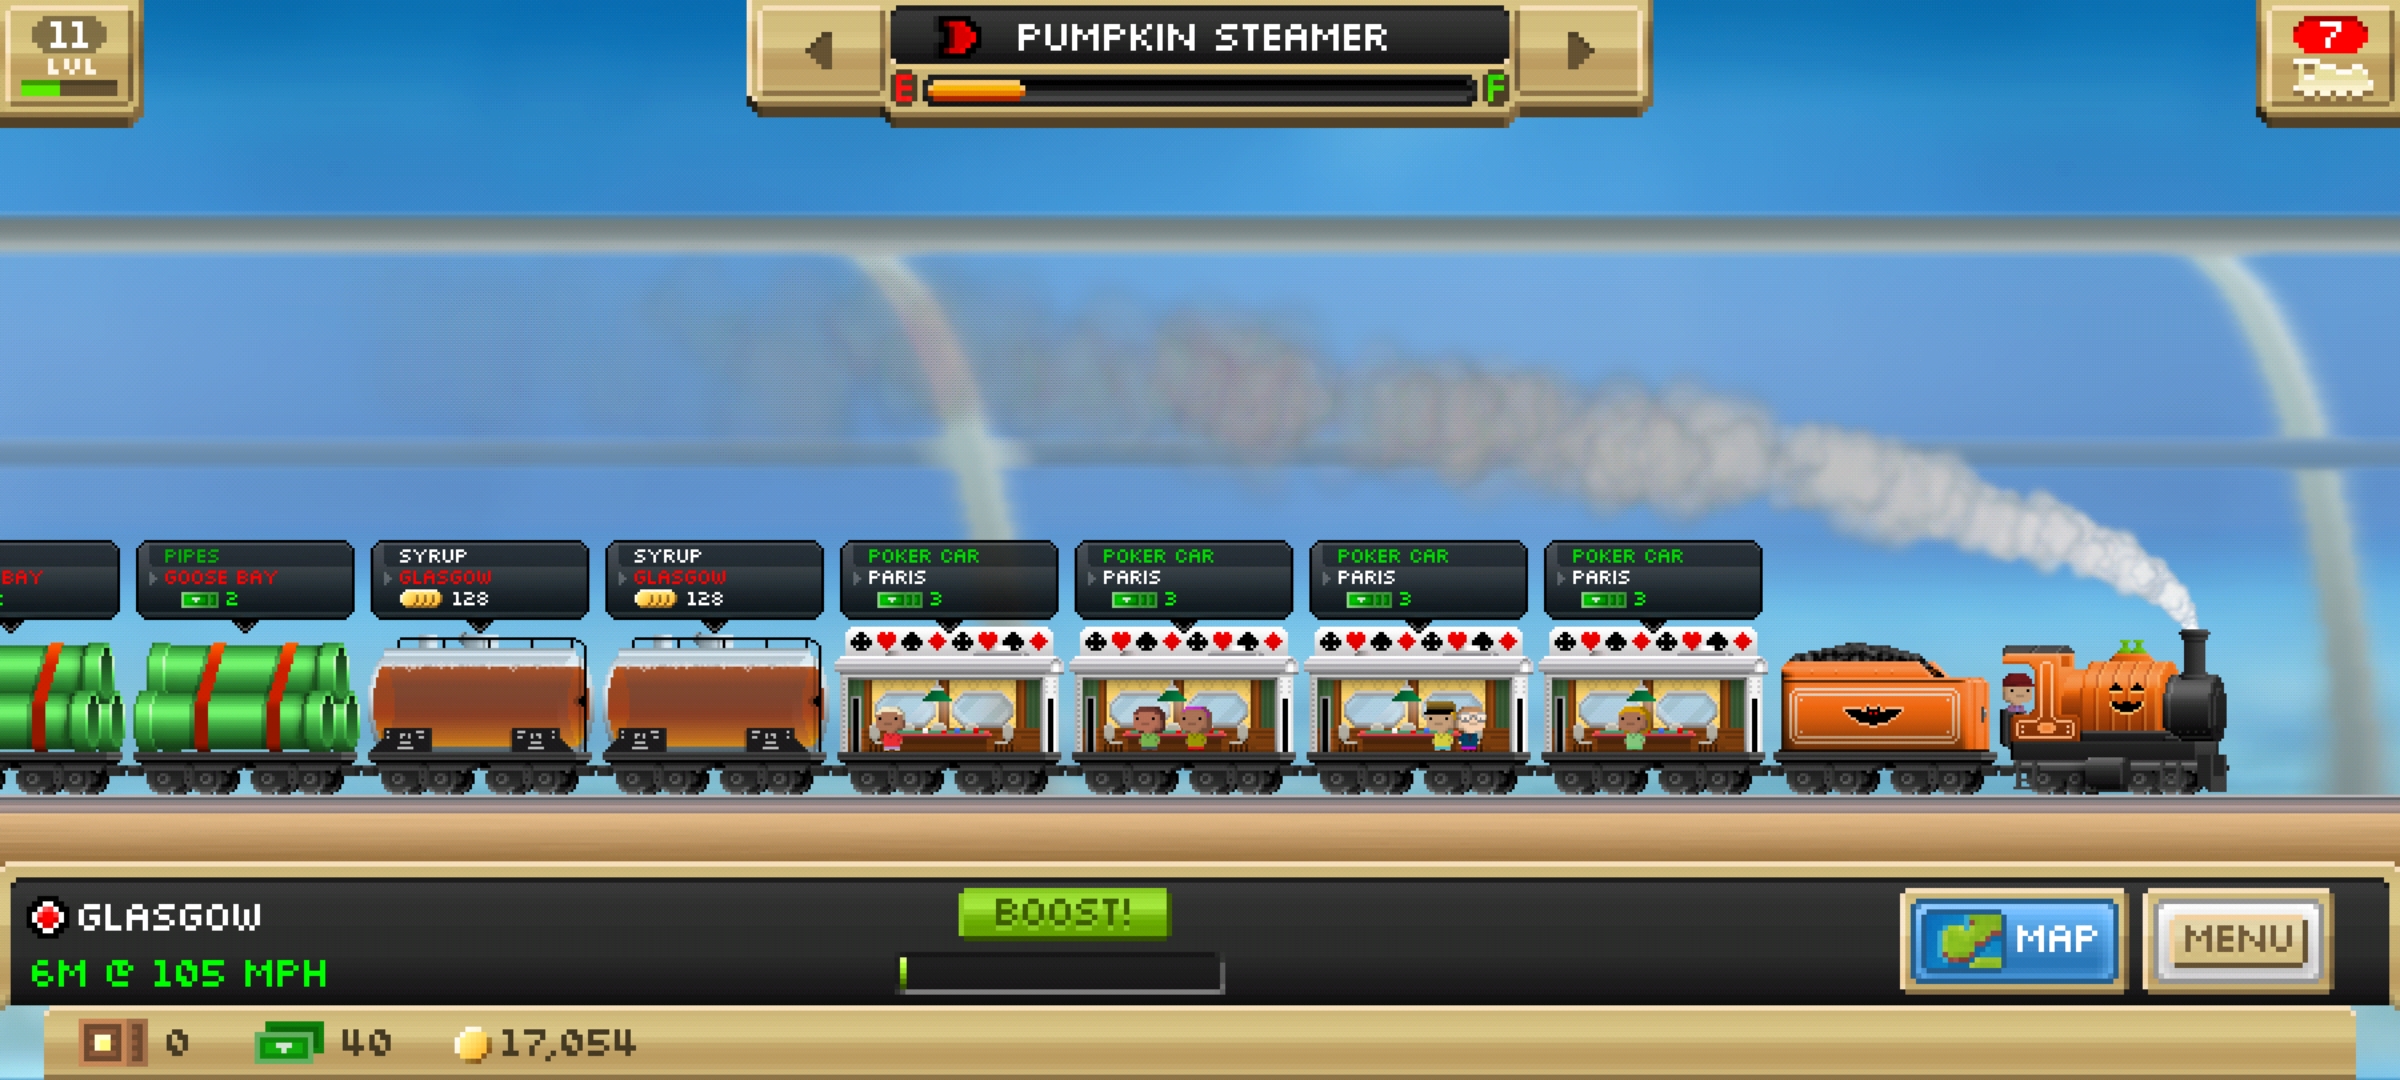 11
LVL
PUMPKIN STEAMER
E
F
7
BAY
PIPES
GOOSE BAY
2
SYRUP
GLASGOW
128
SYRUP
GLASGOW
128
POKER CAR
PARIS
3
POKER CAR
PARIS
3
POKER CAR
PARIS
3
POKER CAR
PARIS
3
GLASGOW
6M @ 105 MPH
BOOST!
MAP
MENU
0
40
17,054